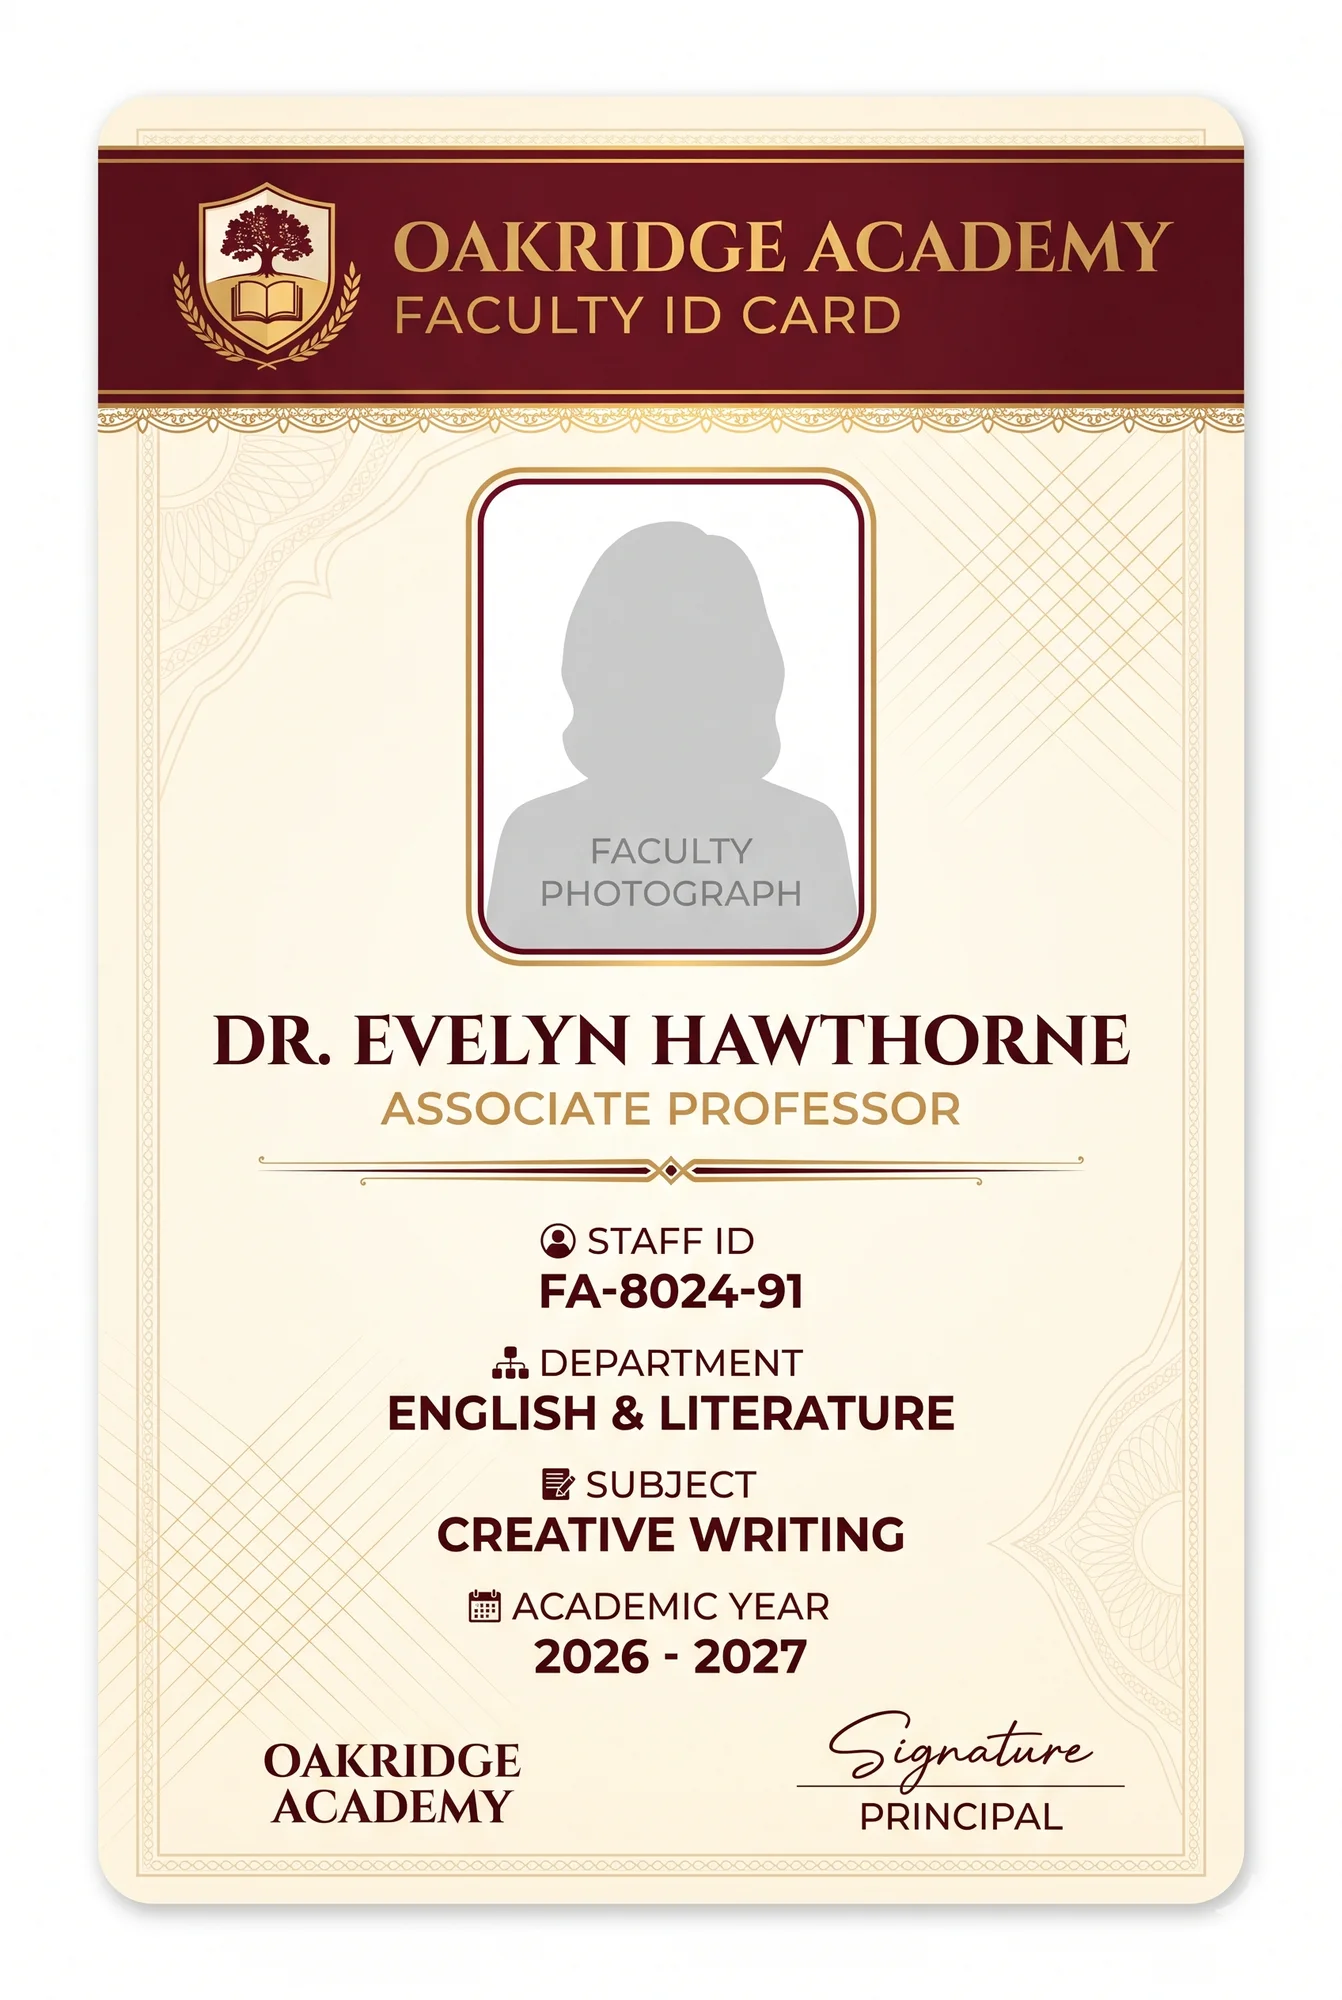 OAKRIDGE ACADEMY
FACULTY ID CARD
FACULTY
PHOTOGRAPH
DR. EVELYN HAWTHORNE
ASSOCIATE PROFESSOR
STAFF ID
FA-8024-91
DEPARTMENT
ENGLISH & LITERATURE
SUBJECT
CREATIVE WRITING
ACADEMIC YEAR
2026 - 2027
OAKRIDGE
ACADEMY
Signature
PRINCIPAL